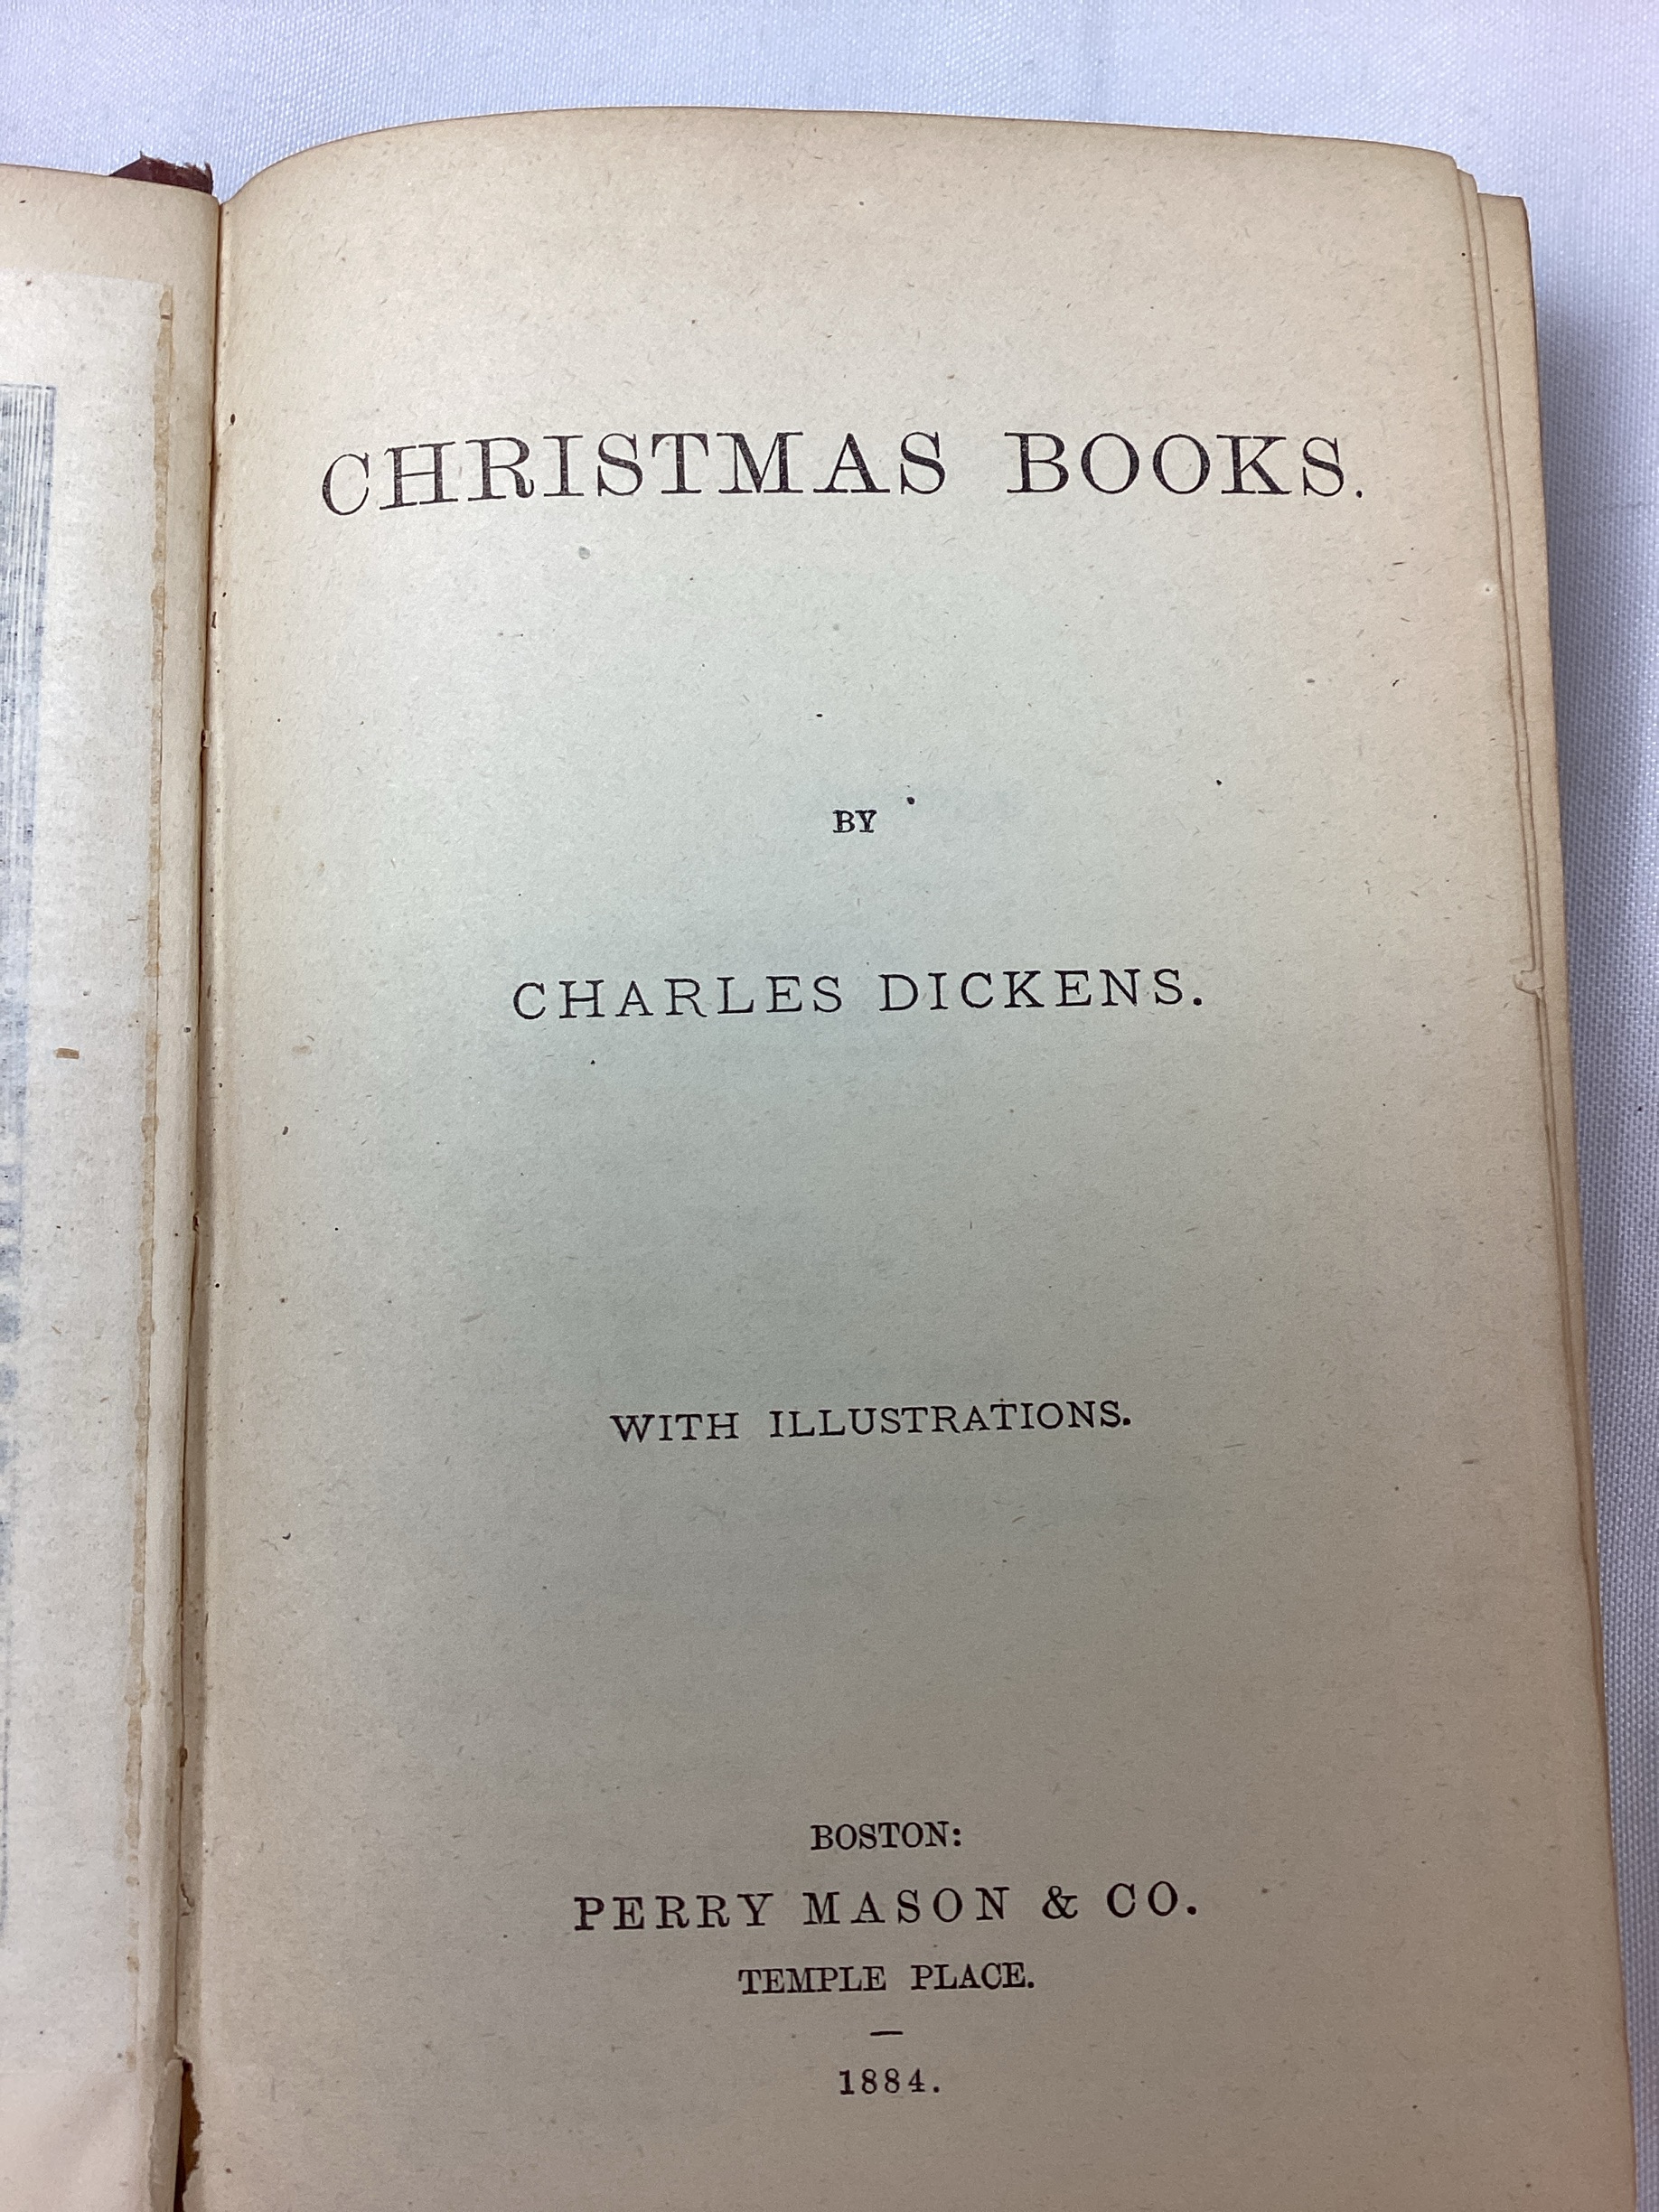 CHRISTMAS BOOKS.
BY
CHARLES DICKENS.
WITH ILLUSTRATIONS.
BOSTON:
PERRY MASON & CO.
TEMPLE PLACE.
1884.